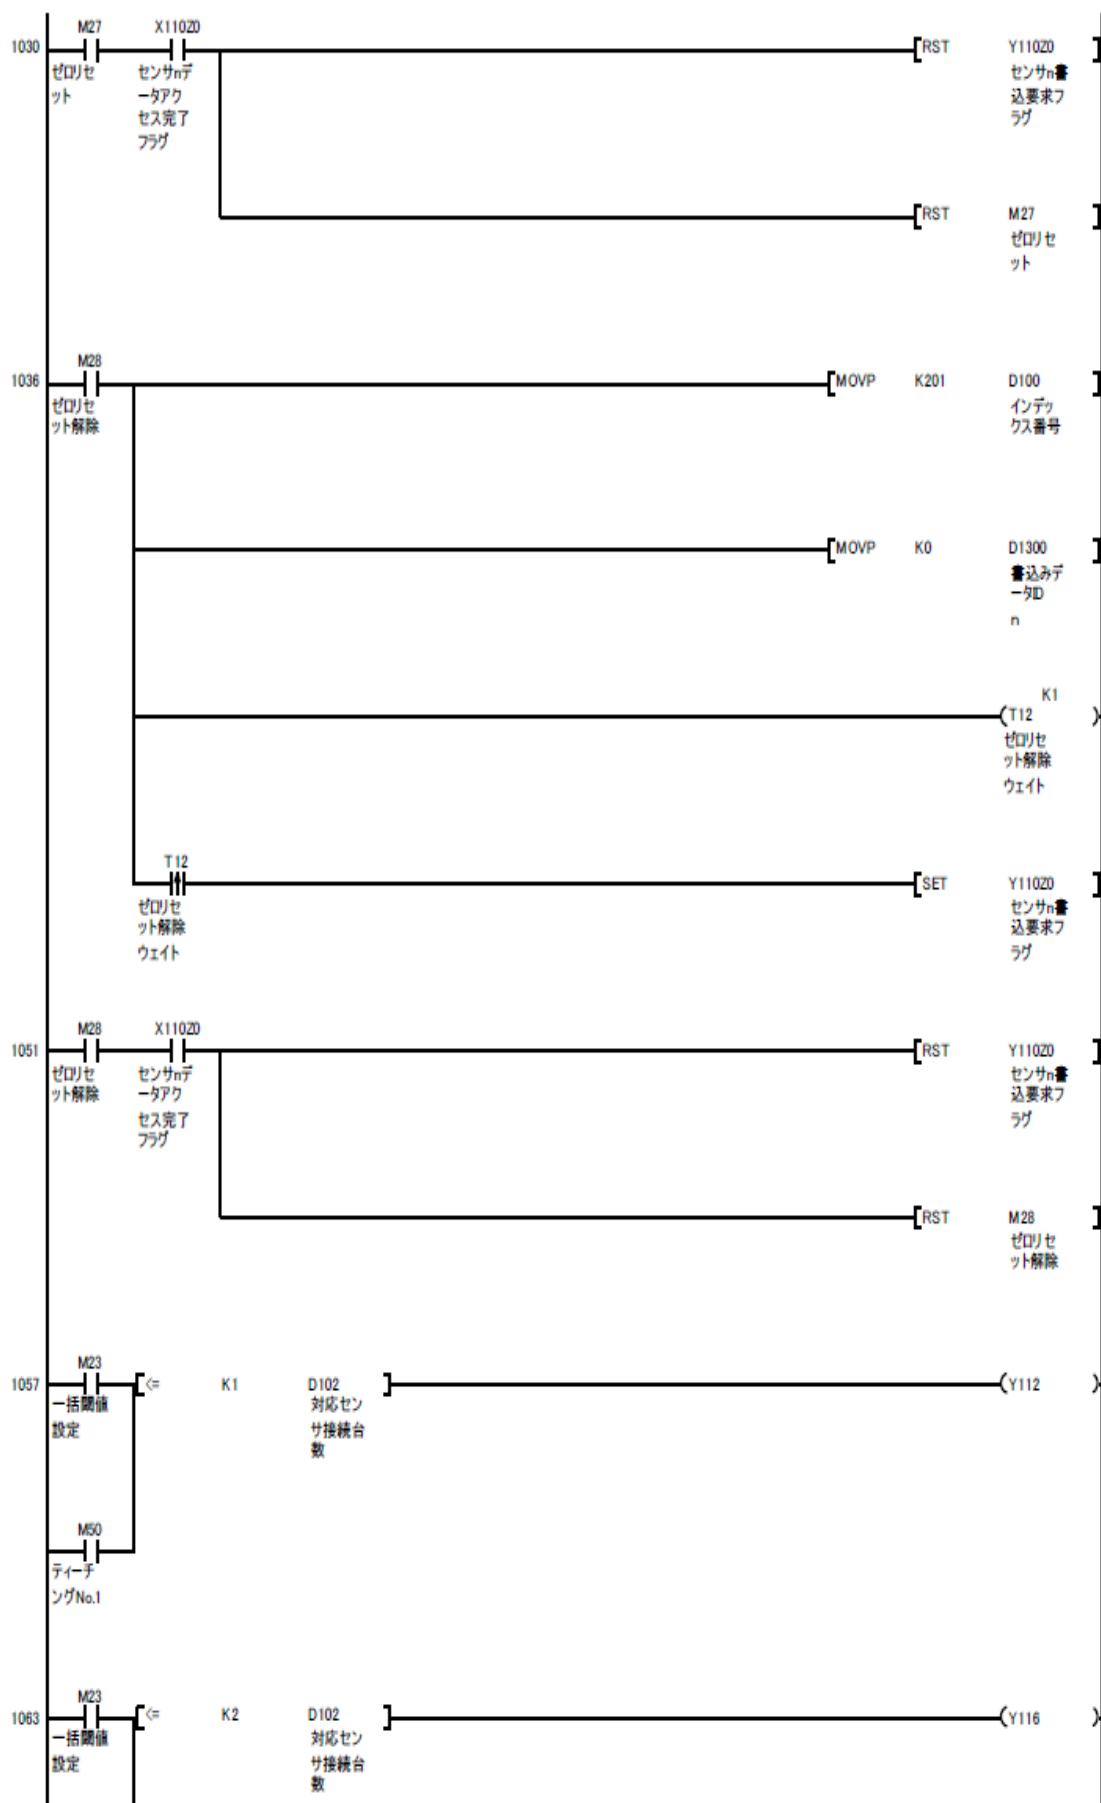 M27 X110Z0
1030 RST Y110Z0
ゼロリセ センサnデ センサn書
ット ータアク 込要求フ
セス完了 ラグ
フラグ
RST M27
ゼロリセ
ット
M28
1036 MOVP K201 D100
ゼロリセ インデッ
ット解除 クス番号
MOVP K0 D1300
書込みデ
ータID
n
K1
T12
ゼロリセ
ット解除
ウェイト
T12
SET Y110Z0
ゼロリセ センサn書
ット解除 込要求フ
ウェイト ラグ
M28 X110Z0
1051 RST Y110Z0
ゼロリセ センサnデ センサn書
ット解除 ータアク 込要求フ
セス完了 ラグ
フラグ
RST M28
ゼロリセ
ット解除
M23
1057 <= K1 D102 Y112
一括閾値 対応セン
設定 サ接続台
数
M50
ティーチ
ングNo.1
M23
1063 <= K2 D102 Y116
一括閾値 対応セン
設定 サ接続台
数